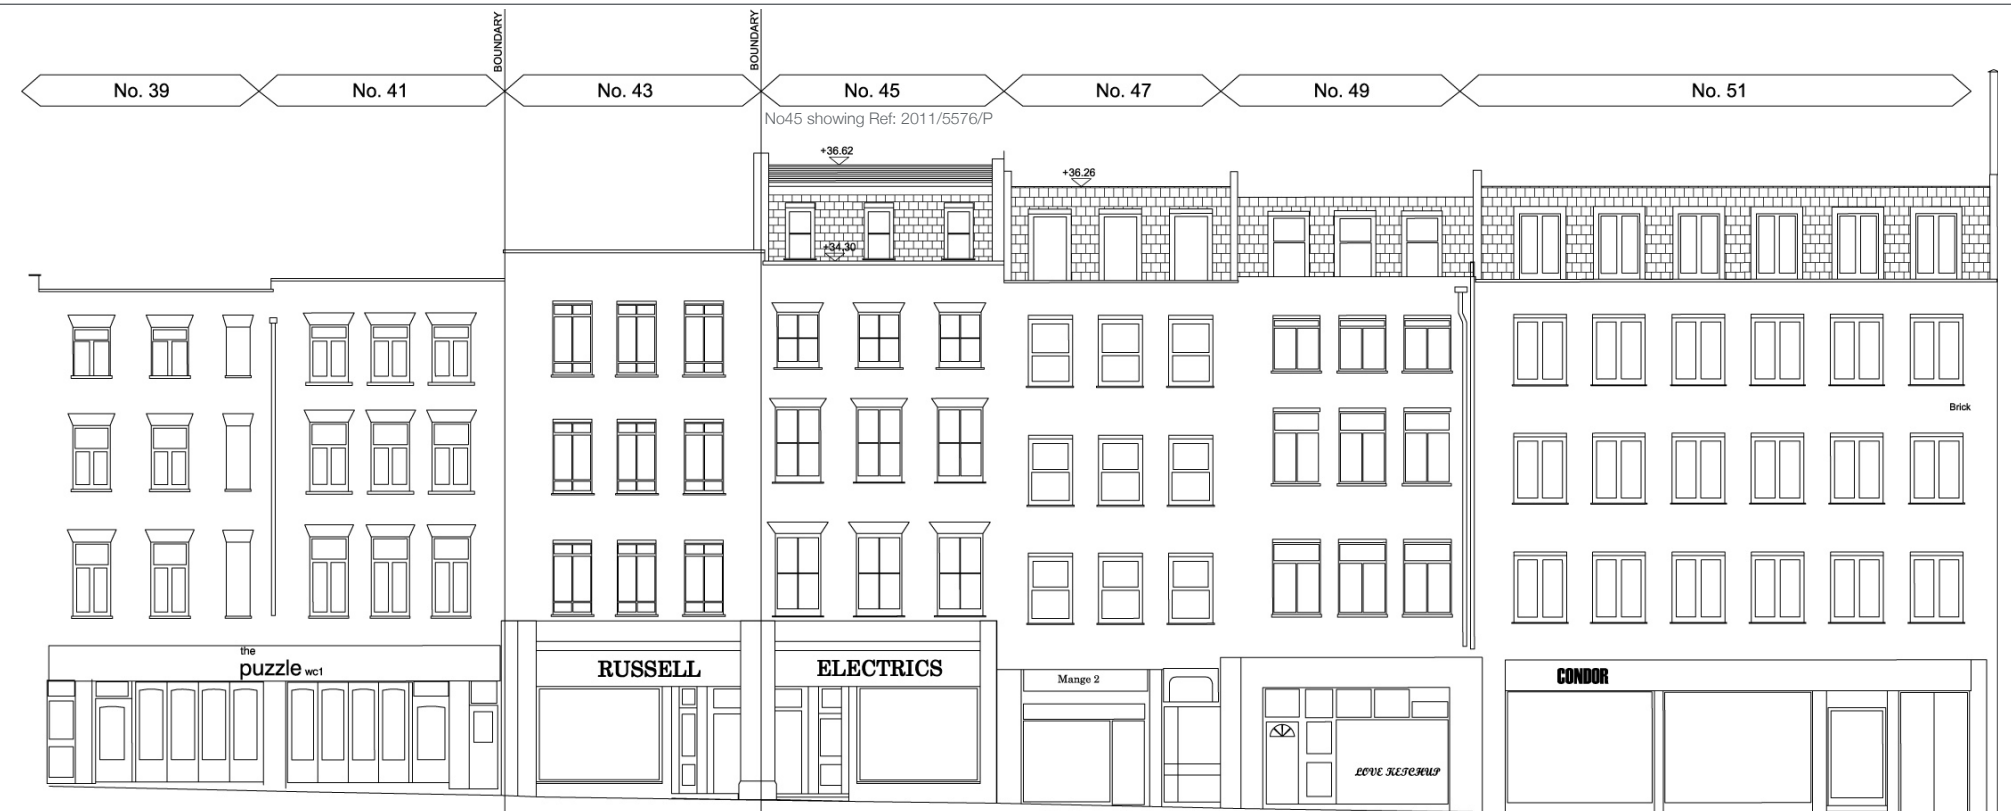 BOUNDARY
BOUNDARY
No. 39
No. 41
No. 43
No. 45
No. 47
No. 49
No. 51
No45 showing Ref: 2011/5576/P
+36.62
+36.26
+34.30
Brick
the
puzzle wc1
RUSSELL
ELECTRICS
Mange 2
CONDOR
LOVE KETCHUP